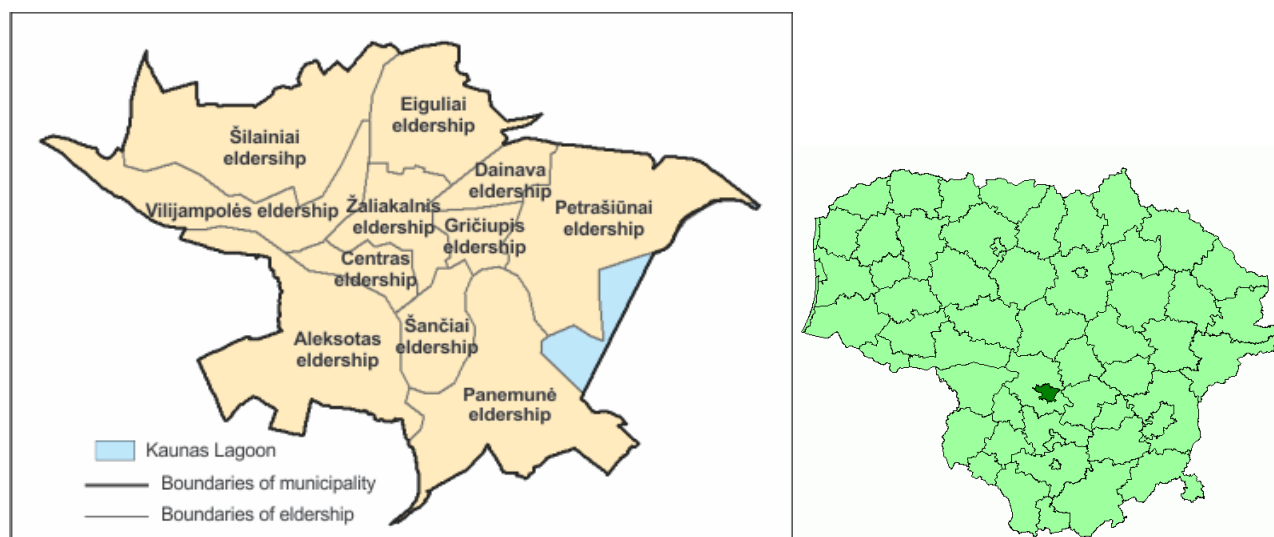 Eiguliai
eldership
Šilainiai
eldersihp
Dainava
eldership
Vilijampolės eldership
Žaliakalnis
eldership
Petrašiūnai
eldership
Gričiupis
eldership
Centras
eldership
Šančiai
eldership
Aleksotas
eldership
Panemunė
eldership
Kaunas Lagoon
Boundaries of municipality
Boundaries of eldership